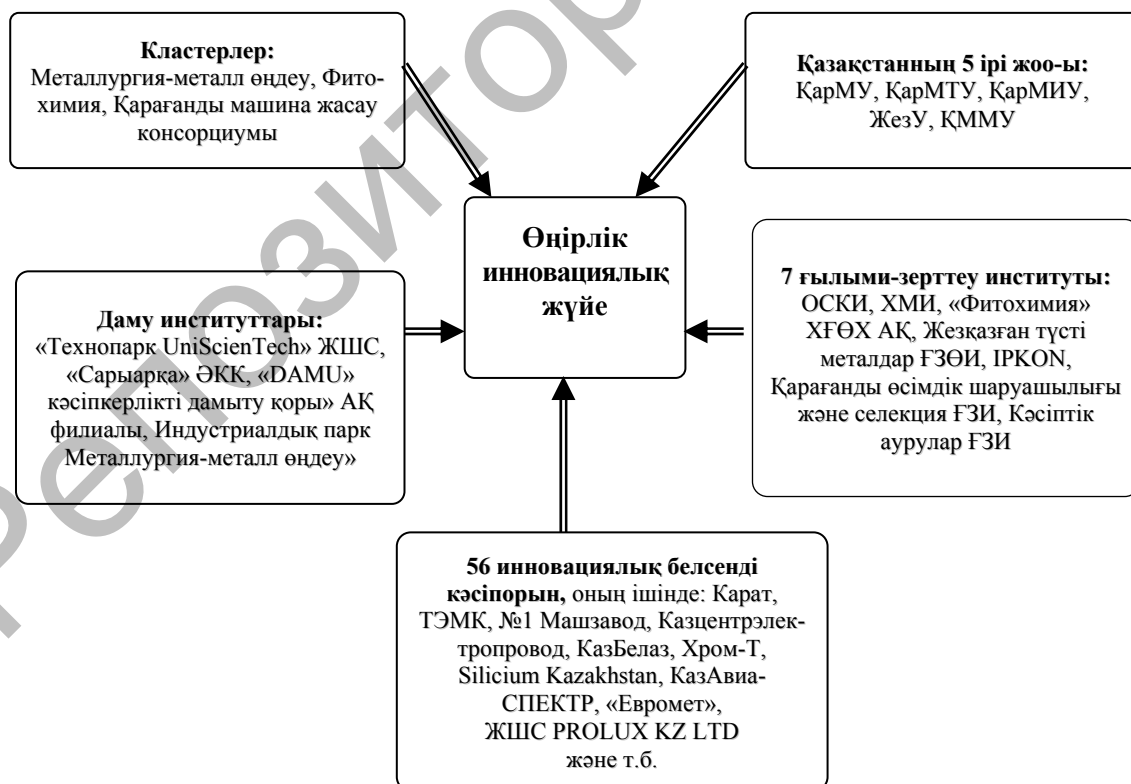 Кластерлер:
Металлургия-металл өңдеу, Фито-
химия, Қарағанды машина жасау
консорциумы
Қазақстанның 5 ірі жоо-ы:
ҚарМУ, ҚарМТУ, ҚарМИУ,
ЖезУ, ҚММУ
Өңірлік
инновациялық
жүйе
Даму институттары:
«Технопарк UniScienTech» ЖШС,
«Сарыарқа» ӘКК, «DAMU»
кәсіпкерлікті дамыту қоры» АҚ
филиалы, Индустриалдық парк
Металлургия-металл өңдеу»
7 ғылыми-зерттеу институты:
ОСКИ, ХМИ, «Фитохимия»
ХҒӨХ АҚ, Жезқазған түсті
металдар ҒЗӨИ, IPKON,
Қарағанды өсімдік шаруашылығы
және селекция ҒЗИ, Кәсіптік
аурулар ҒЗИ
56 инновациялық белсенді
кәсіпорын, оның ішінде: Карат,
ТЭМК, №1 Машзавод, Казцентрэлек-
тропровод, КазБелаз, Хром-Т,
Silicium Kazakhstan, КазАвиа-
СПЕКТР, «Евромет»,
ЖШС PROLUX KZ LTD
және т.б.
Репозитор